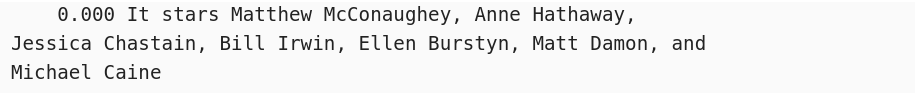 0.000 It stars Matthew McConaughey, Anne Hathaway,
Jessica Chastain, Bill Irwin, Ellen Burstyn, Matt Damon, and
Michael Caine